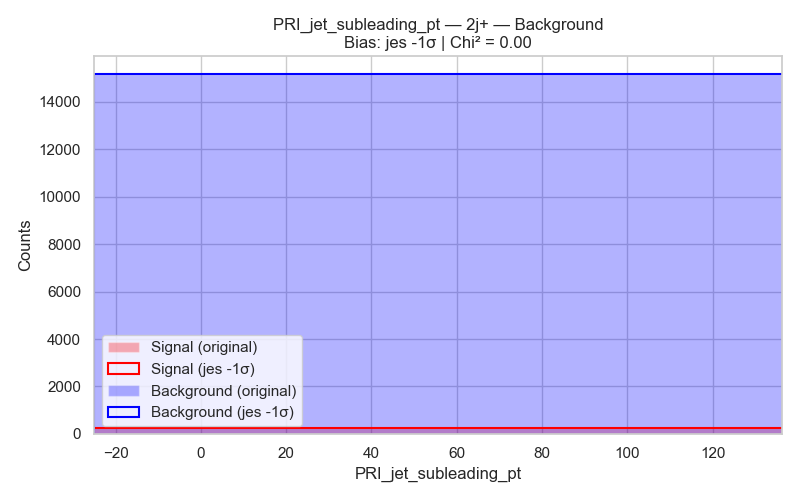 PRI_jet_subleading_pt — 2j+ — Background
Bias: jes -1σ | Chi² = 0.00
Counts
14000
12000
10000
8000
6000
4000
2000
0
Signal (original)
Signal (jes -1σ)
Background (original)
Background (jes -1σ)
−20
0
20
40
60
80
100
120
PRI_jet_subleading_pt